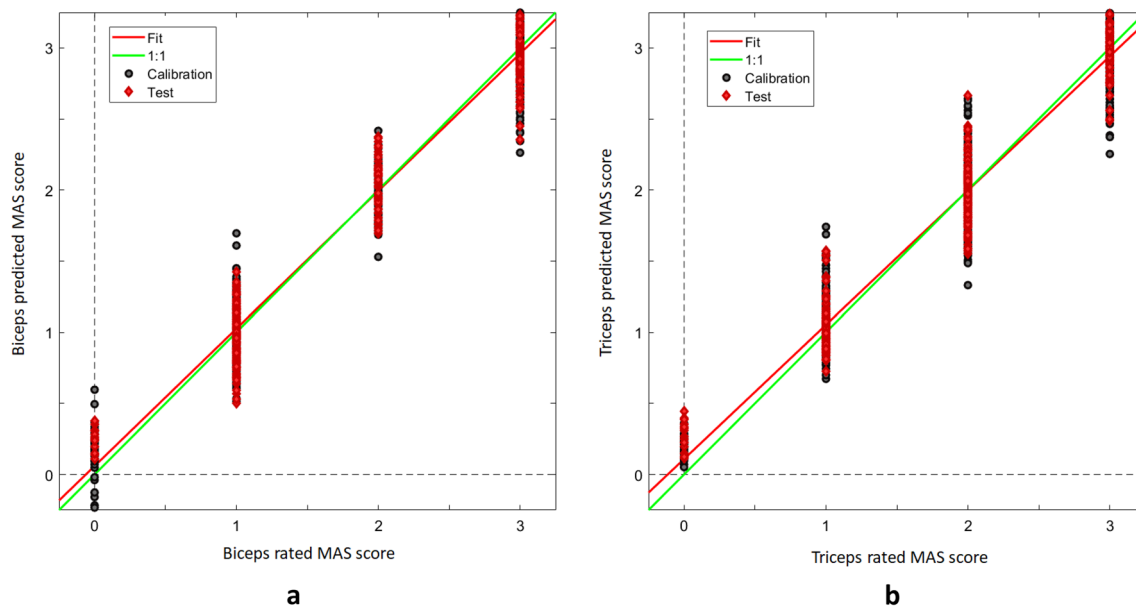 Fit
1:1
Calibration
Test
3
2
1
0
Biceps predicted MAS score
0 1 2 3
Biceps rated MAS score
a
Fit
1:1
Calibration
Test
3
2
1
0
Triceps predicted MAS score
0 1 2 3
Triceps rated MAS score
b